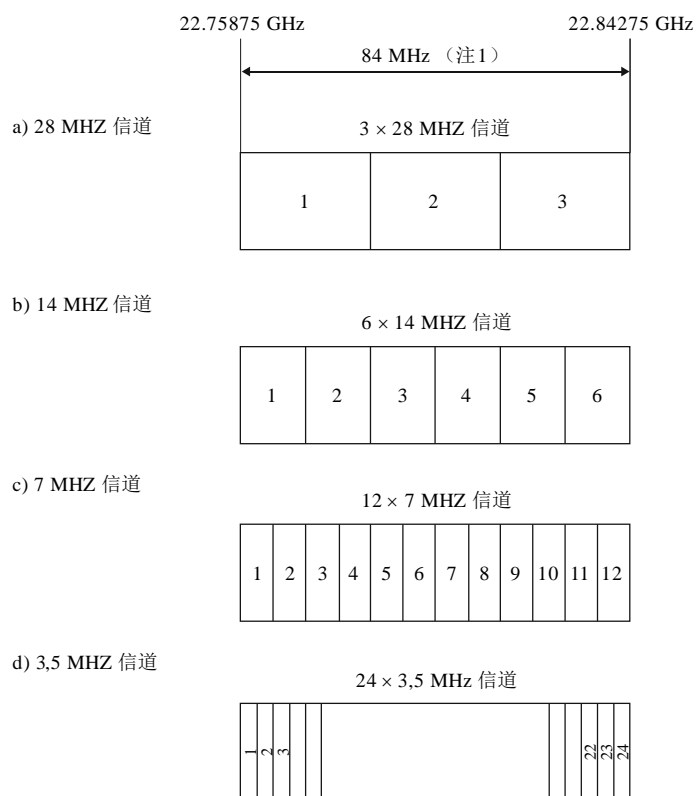 22.75875 GHz 22.84275 GHz
84 MHz （注1）
a) 28 MHZ 信道 3 × 28 MHZ 信道
1 2 3
b) 14 MHZ 信道
6 × 14 MHZ 信道
1 2 3 4 5 6
c) 7 MHZ 信道
12 × 7 MHZ 信道
1 2 3 4 5 6 7 8 9 10 11 12
d) 3,5 MHZ 信道
24 × 3,5 MHz 信道
1 2 3 22 23 24